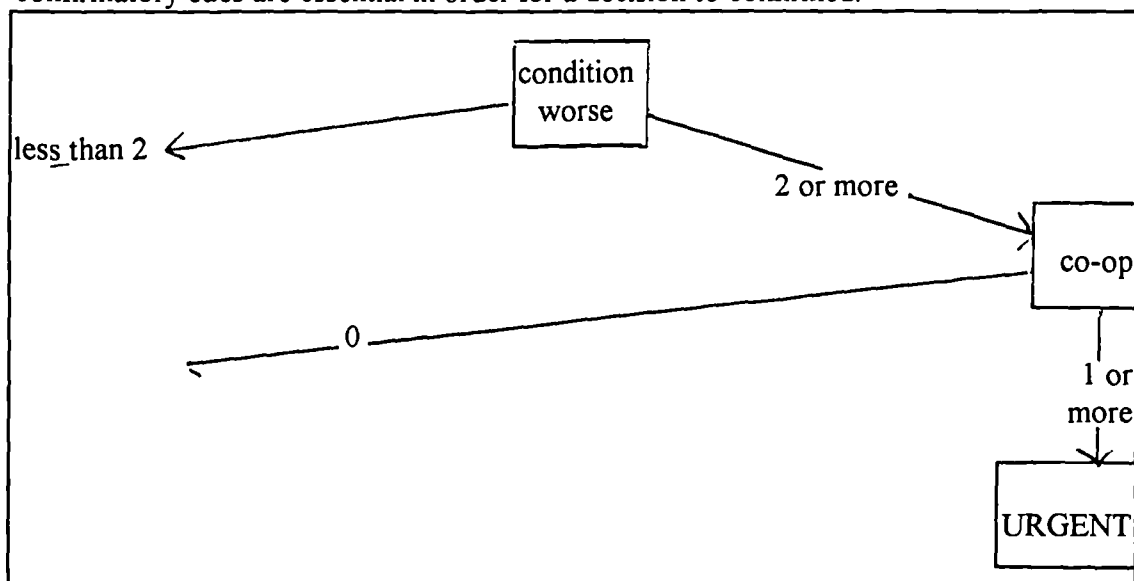 confirmatory cues are essential in order for a decision to confirmed.
condition
worse
less than 2
2 or more
co-op
0
1 or
more
URGENT